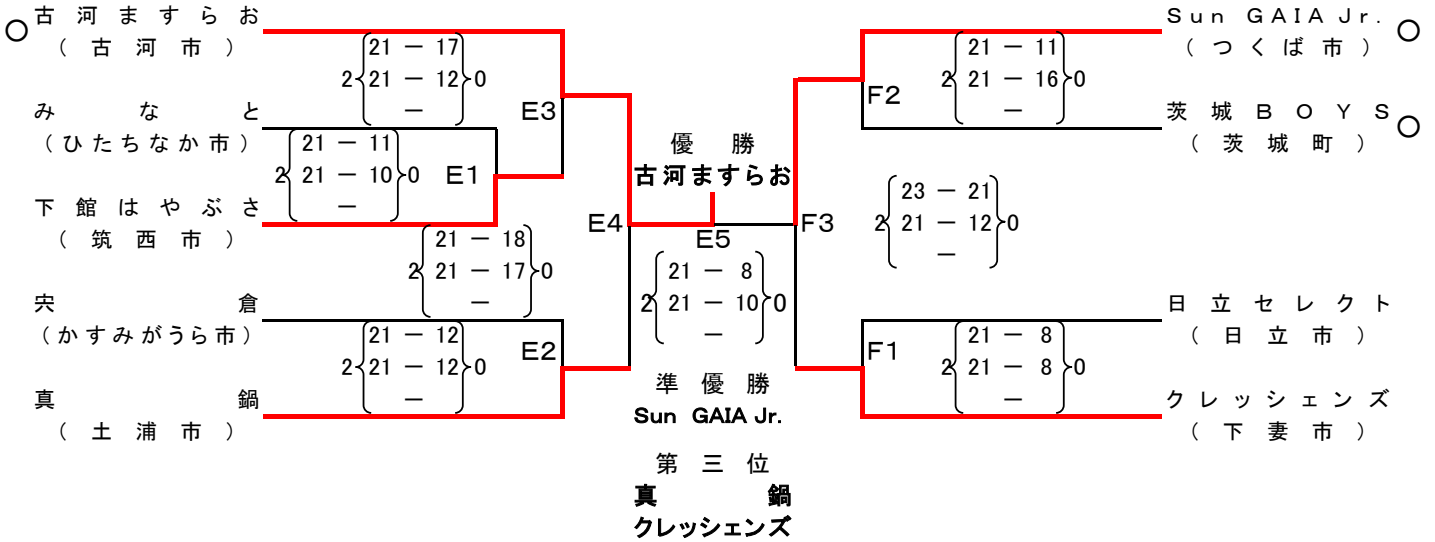 ○ 古河ますらお
（古河市）
21 － 17
2 21 － 12 0
－
E3
みなと
（ひたちなか市）
21 － 11
2 21 － 10 0
－
E1
下館はやぶさ
（筑西市）
21 － 18
2 21 － 17 0
－
E4
宍倉
（かすみがうら市）
21 － 12
2 21 － 12 0
－
E2
真鍋
（土浦市）
優勝
古河ますらお
E5
21 － 8
2 21 － 10 0
－
準優勝
Sun GAIA Jr.
第三位
真鍋
クレッシェンズ
Sun GAIA Jr. ○
（つくば市）
21 － 11
2 21 － 16 0
－
F2
茨城BOYS ○
（茨城町）
F3
23 － 21
2 21 － 12 0
－
日立セレクト
（日立市）
F1
21 － 8
2 21 － 8 0
－
クレッシェンズ
（下妻市）